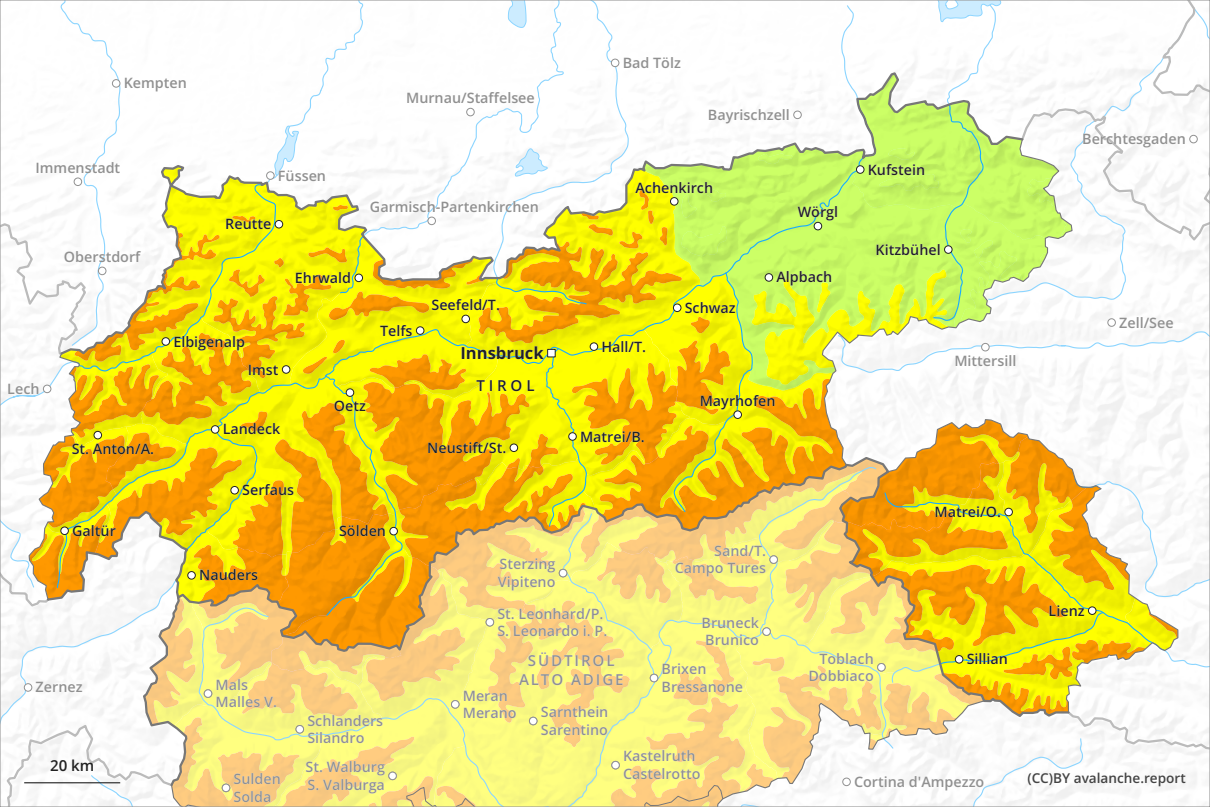 Bad Tölz
Kempten
Murnau/Staffelsee
Bayrischzell
Berchtesgaden
Immenstadt
Füssen
Kufstein
Achenkirch
Garmisch-Partenkirchen
Wörgl
Reutte
Kitzbühel
Oberstdorf
Ehrwald
Alpbach
Seefeld/T.
Schwaz
Zell/See
Telfs
Elbigenalp
Innsbruck
Hall/T.
Mittersill
Imst
TIROL
Lech
Oetz
Mayrhofen
Landeck
Matrei/B.
St. Anton/A.
Neustift/St.
Serfaus
Matrei/O.
Galtür
Sölden
Sterzing
Vipiteno
Sand/T.
Campo Tures
Nauders
St. Leonhard/P.
S. Leonardo i. P.
Lienz
Bruneck
Brunico
SÜDTIROL
ALTO ADIGE
Toblach
Dobbiaco
Sillian
Brixen
Bressanone
Zernez
Mals
Malles V.
Meran
Merano
Sarnthein
Sarentino
Schlanders
Silandro
Kastelruth
Castelrotto
St. Walburg
S. Valburga
20 km
Sulden
Solda
Cortina d'Ampezzo
(CC)BY avalanche.report